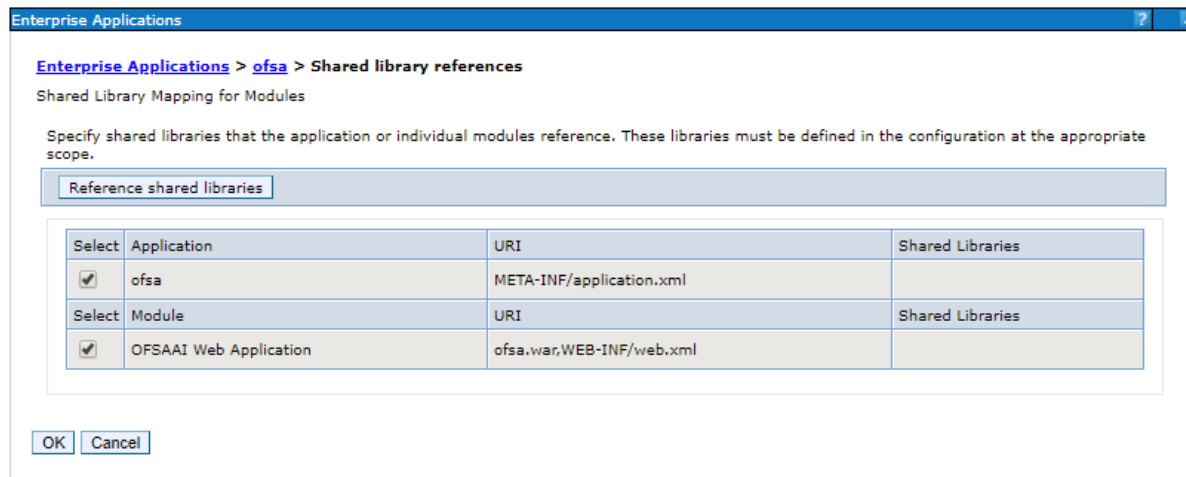 Enterprise Applications ?
Enterprise Applications > ofsa > Shared library references
Shared Library Mapping for Modules
Specify shared libraries that the application or individual modules reference. These libraries must be defined in the configuration at the appropriate
scope.
Reference shared libraries
Select Application URI Shared Libraries
ofsa META-INF/application.xml
Select Module URI Shared Libraries
OFSAAI Web Application ofsa.war,WEB-INF/web.xml
OK Cancel